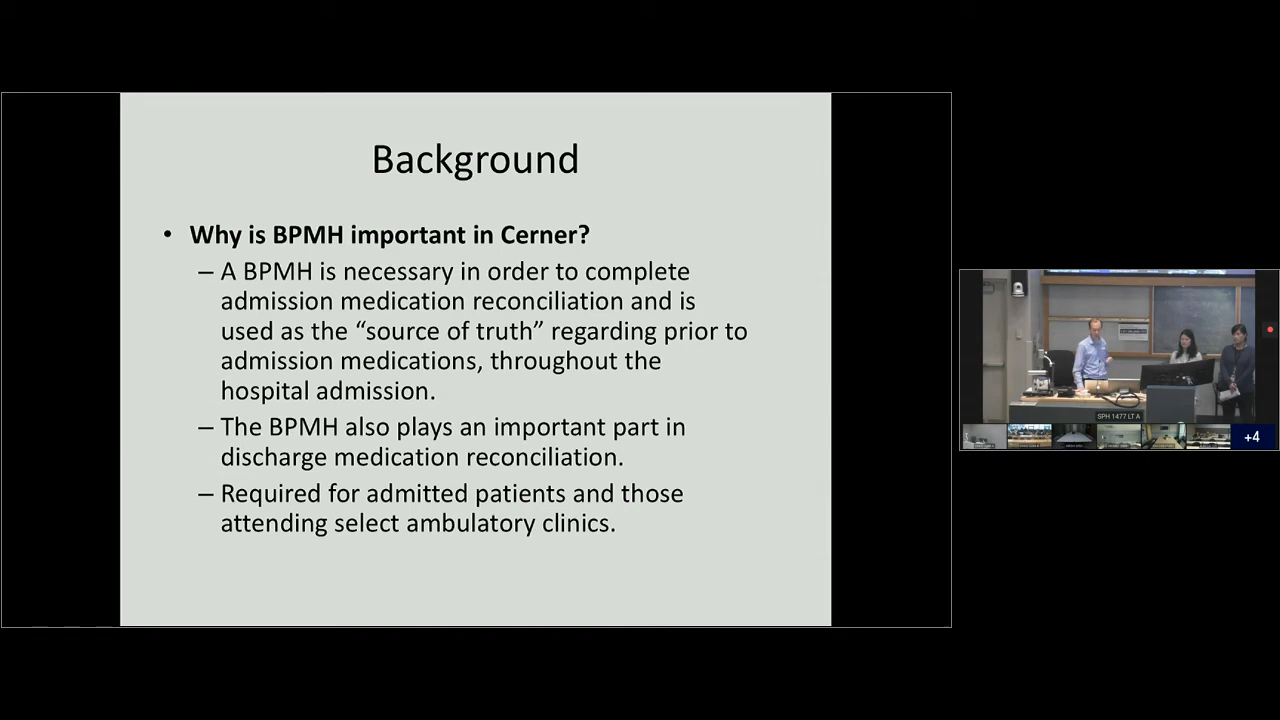 Background
• Why is BPMH important in Cerner?
– A BPMH is necessary in order to complete
admission medication reconciliation and is
used as the “source of truth” regarding prior to
admission medications, throughout the
hospital admission.
– The BPMH also plays an important part in
discharge medication reconciliation.
– Required for admitted patients and those
attending select ambulatory clinics.
SPH 1477 LT A
+4